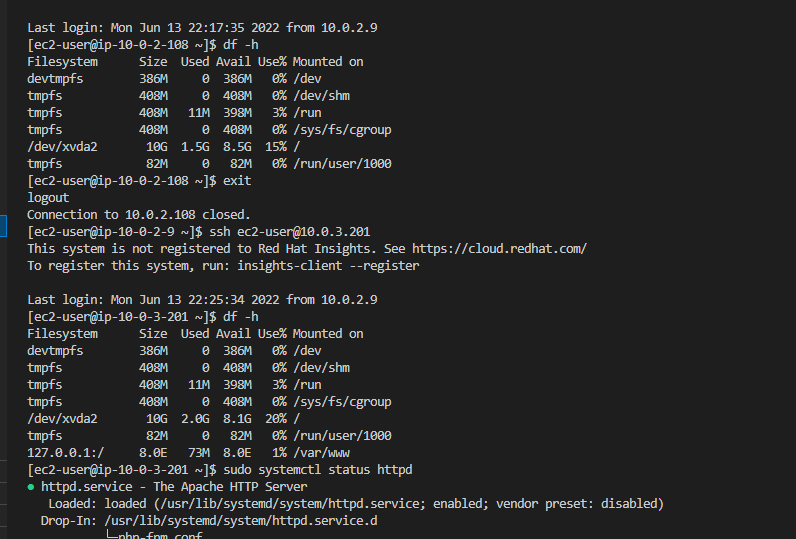 Last login: Mon Jun 13 22:17:35 2022 from 10.0.2.9
[ec2-user@ip-10-0-2-108 ~]$ df -h
Filesystem      Size  Used Avail Use% Mounted on
devtmpfs        386M     0  386M   0% /dev
tmpfs           408M     0  408M   0% /dev/shm
tmpfs           408M   11M  398M   3% /run
tmpfs           408M     0  408M   0% /sys/fs/cgroup
/dev/xvda2       10G  1.5G  8.5G  15% /
tmpfs            82M     0   82M   0% /run/user/1000
[ec2-user@ip-10-0-2-108 ~]$ exit
logout
Connection to 10.0.2.108 closed.
[ec2-user@ip-10-0-2-9 ~]$ ssh ec2-user@10.0.3.201
This system is not registered to Red Hat Insights. See https://cloud.redhat.com/
To register this system, run: insights-client --register
Last login: Mon Jun 13 22:25:34 2022 from 10.0.2.9
[ec2-user@ip-10-0-3-201 ~]$ df -h
Filesystem      Size  Used Avail Use% Mounted on
devtmpfs        386M     0  386M   0% /dev
tmpfs           408M     0  408M   0% /dev/shm
tmpfs           408M   11M  398M   3% /run
tmpfs           408M     0  408M   0% /sys/fs/cgroup
/dev/xvda2       10G  2.0G  8.1G  20% /
tmpfs            82M     0   82M   0% /run/user/1000
127.0.0.1:/     8.0E   73M  8.0E   1% /var/www
[ec2-user@ip-10-0-3-201 ~]$ sudo systemctl status httpd
● httpd.service - The Apache HTTP Server
   Loaded: loaded (/usr/lib/systemd/system/httpd.service; enabled; vendor preset: disabled)
  Drop-In: /usr/lib/systemd/system/httpd.service.d
           └─php-fpm.conf